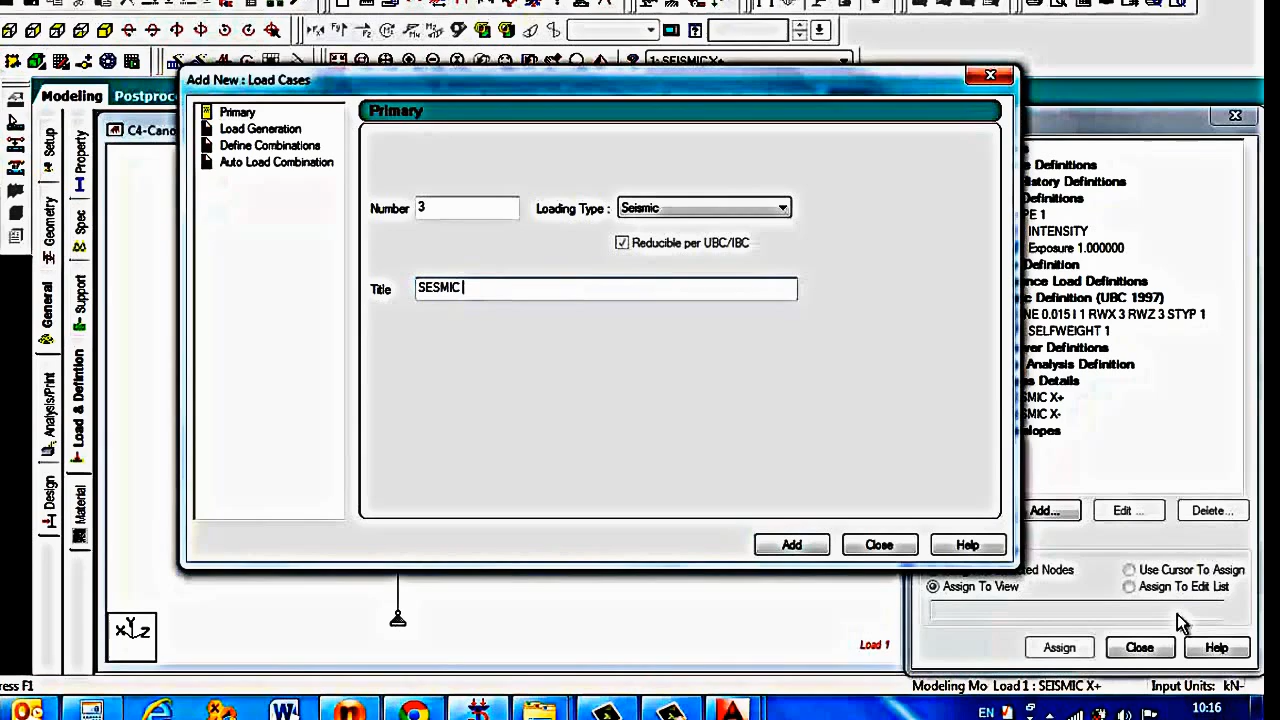 1: SEISMIC X+
Add New : Load Cases
Modeling
Postproc
C4-Cano
Setup
Property
Geometry
Spec
General
Support
Analysis/Print
Load & Definition
Design
Material
Primary
Load Generation
Define Combinations
Auto Load Combination
Primary
Number 3
Loading Type : Seismic
Reducible per UBC/IBC
Title SESMIC
Add
Close
Help
e Definitions
istory Definitions
Definitions
PE 1
INTENSITY
Exposure 1.000000
Definition
nce Load Definitions
c Definition (UBC 1997)
NE 0.015 I 1 RWX 3 RWZ 3 STYP 1
SELFWEIGHT 1
ver Definitions
Analysis Definition
s Details
SMIC X+
SMIC X-
elopes
Add...
Edit ...
Delete...
Nodes
Use Cursor To Assign
Assign To View
Assign To Edit List
Assign
Close
Help
X Y Z
Load 1
ress F1
Modeling Mo
Load 1 : SEISMIC X+
Input Units:
kN-
EN
10:16